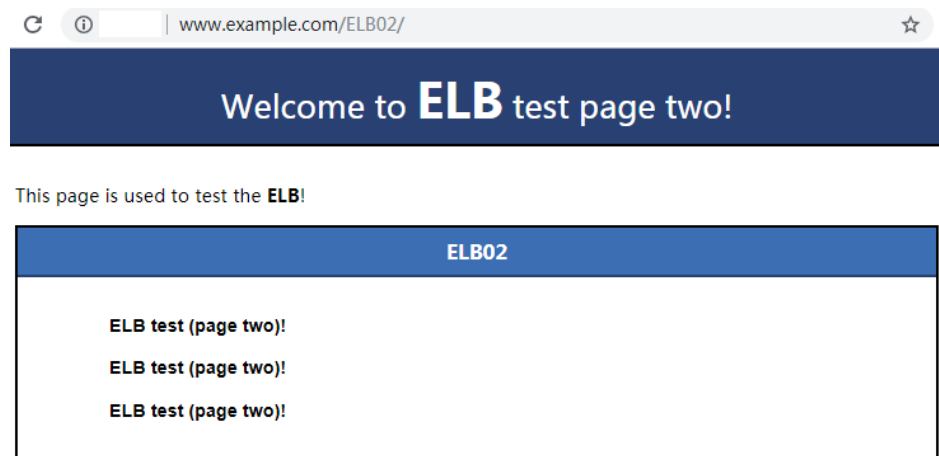 www.example.com/ELB02/
Welcome to ELB test page two!
This page is used to test the ELB!
ELB02
ELB test (page two)!
ELB test (page two)!
ELB test (page two)!